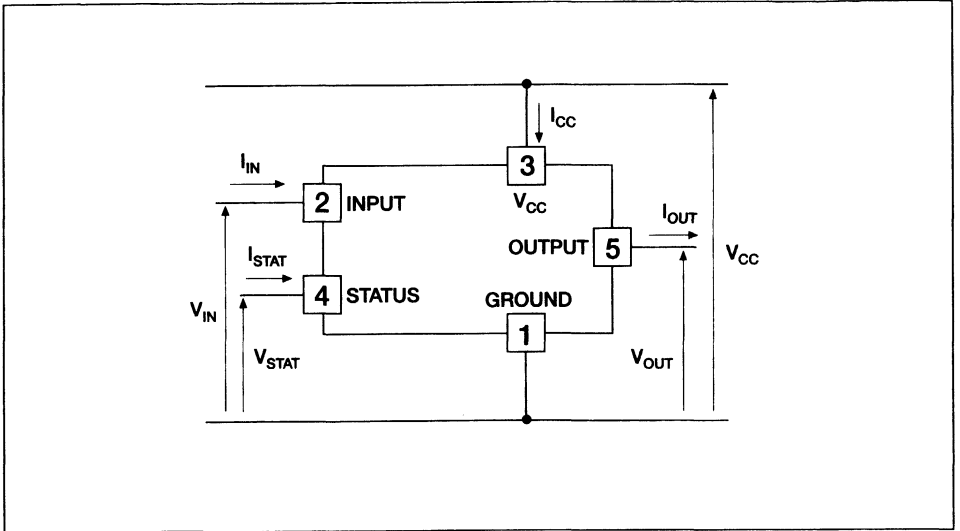 I_CC
I_IN
3
2 INPUT
V_CC
I_OUT
OUTPUT 5
V_CC
I_STAT
4 STATUS
GROUND
V_IN
1
V_STAT
V_OUT